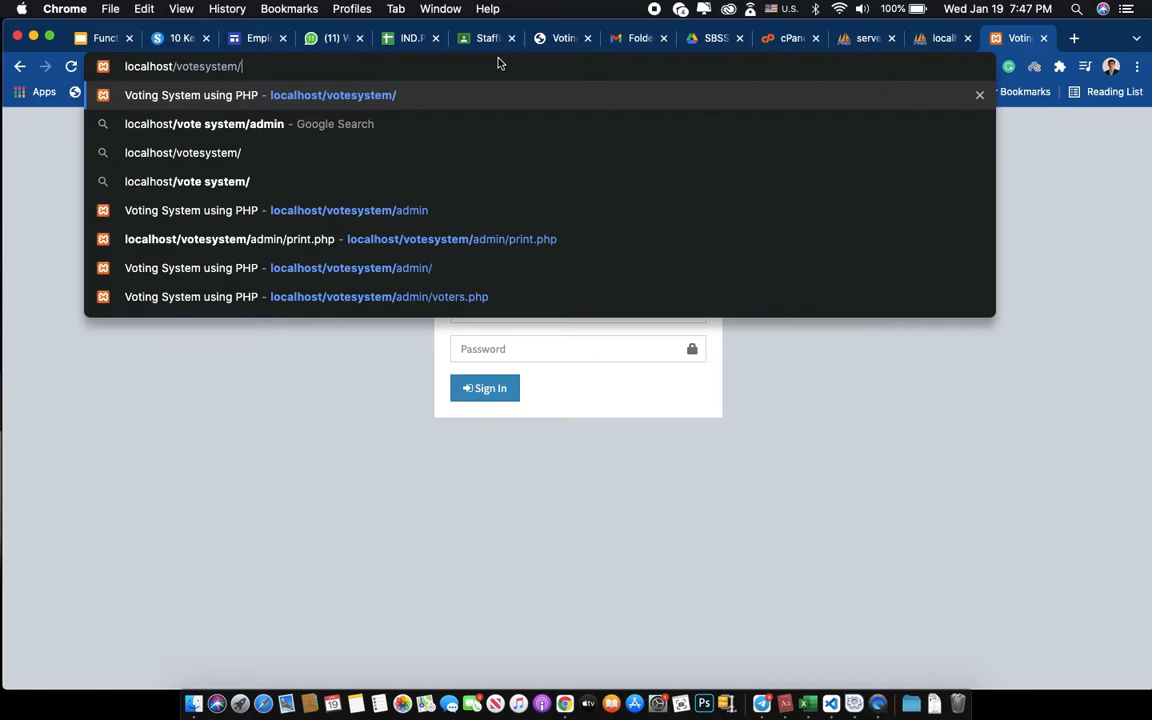 Chrome File Edit View History Bookmarks Profiles Tab Window Help U.S. 100% Wed Jan 19 7:47 PM
Funct 10 Ke Emplo (11) W IND.F Staffi Votin Folde SBSS cPan serve localh Votin
localhost/votesystem/
Apps Bookmarks Reading List
Voting System using PHP - localhost/votesystem/
localhost/vote system/admin - Google Search
localhost/votesystem/
localhost/vote system/
Voting System using PHP - localhost/votesystem/admin
localhost/votesystem/admin/print.php - localhost/votesystem/admin/print.php
Voting System using PHP - localhost/votesystem/admin/
Voting System using PHP - localhost/votesystem/admin/voters.php
Password
Sign In